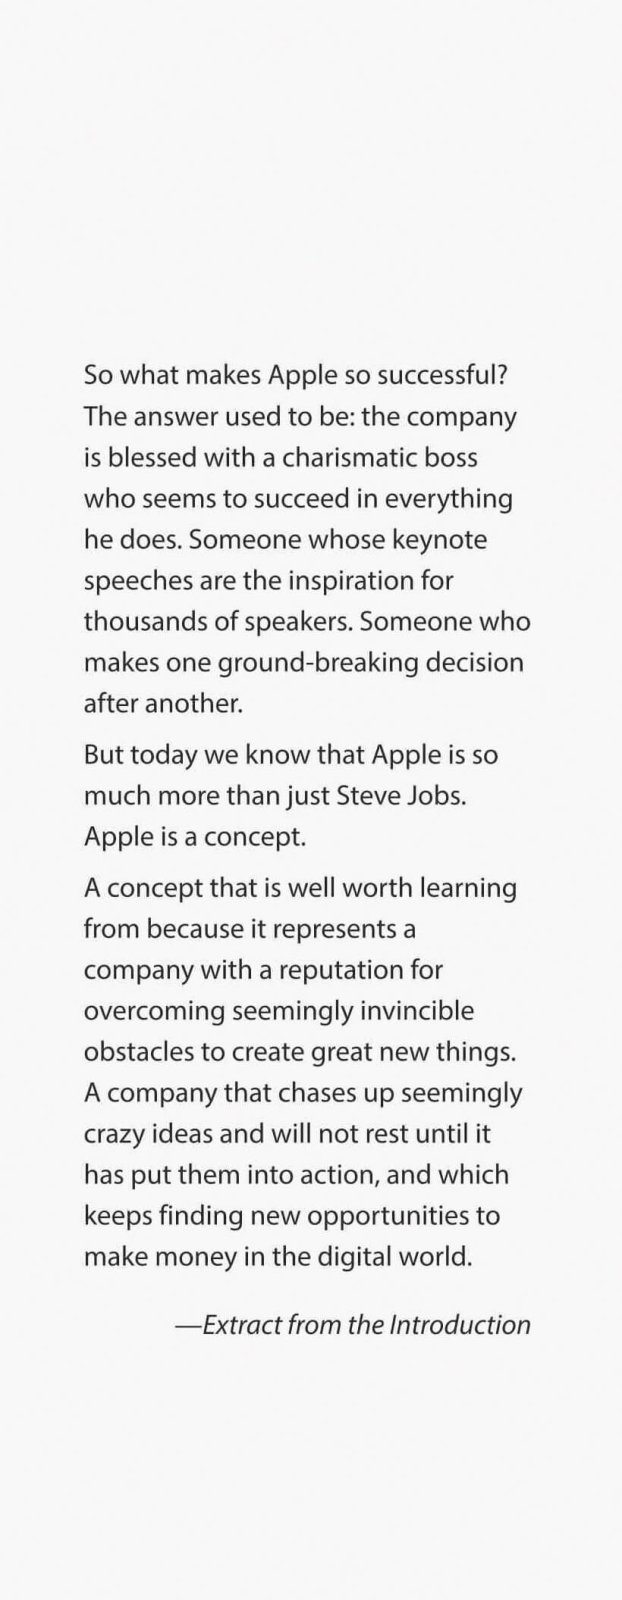 So what makes Apple so successful?
The answer used to be: the company
is blessed with a charismatic boss
who seems to succeed in everything
he does. Someone whose keynote
speeches are the inspiration for
thousands of speakers. Someone who
makes one ground-breaking decision
after another.
But today we know that Apple is so
much more than just Steve Jobs.
Apple is a concept.
A concept that is well worth learning
from because it represents a
company with a reputation for
overcoming seemingly invincible
obstacles to create great new things.
A company that chases up seemingly
crazy ideas and will not rest until it
has put them into action, and which
keeps finding new opportunities to
make money in the digital world.
—Extract from the Introduction